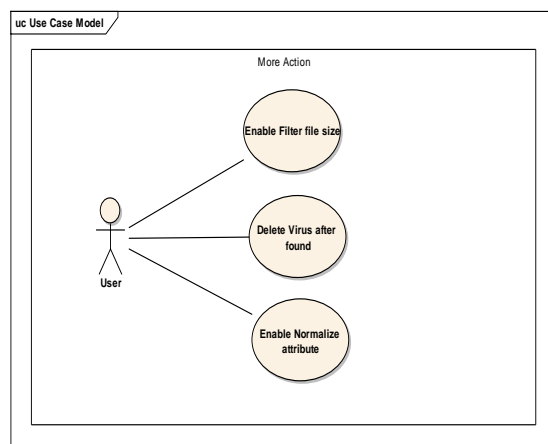 uc Use Case Model
More Action
Enable Filter file size
Delete Virus after
found
User
Enable Normalize
attribute